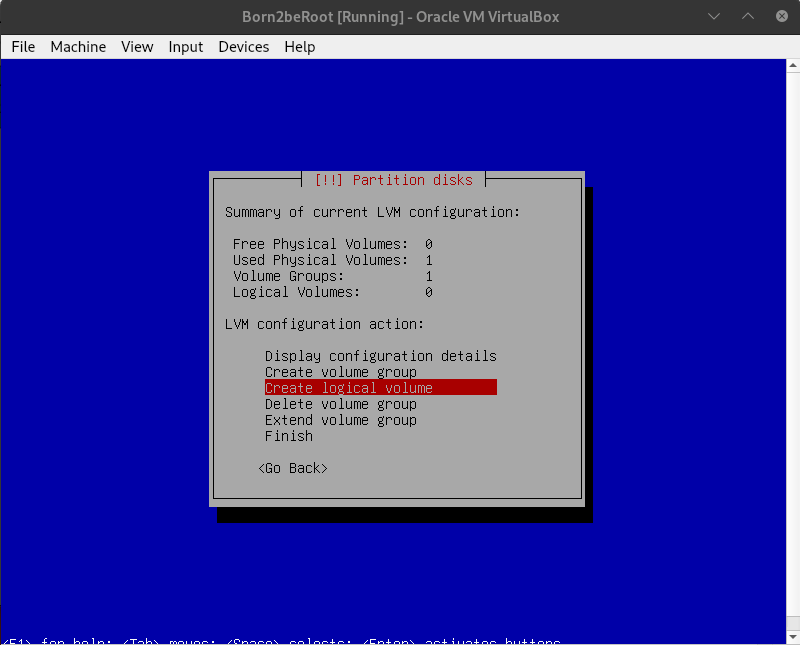 Born2beRoot [Running] - Oracle VM VirtualBox
File Machine View Input Devices Help
[!!] Partition disks
Summary of current LVM configuration:
Free Physical Volumes: 0
Used Physical Volumes: 1
Volume Groups: 1
Logical Volumes: 0
LVM configuration action:
Display configuration details
Create volume group
Create logical volume
Delete volume group
Extend volume group
Finish
<Go Back>
<F1> for help; <Tab> moves; <Space> selects; <Enter> activates buttons